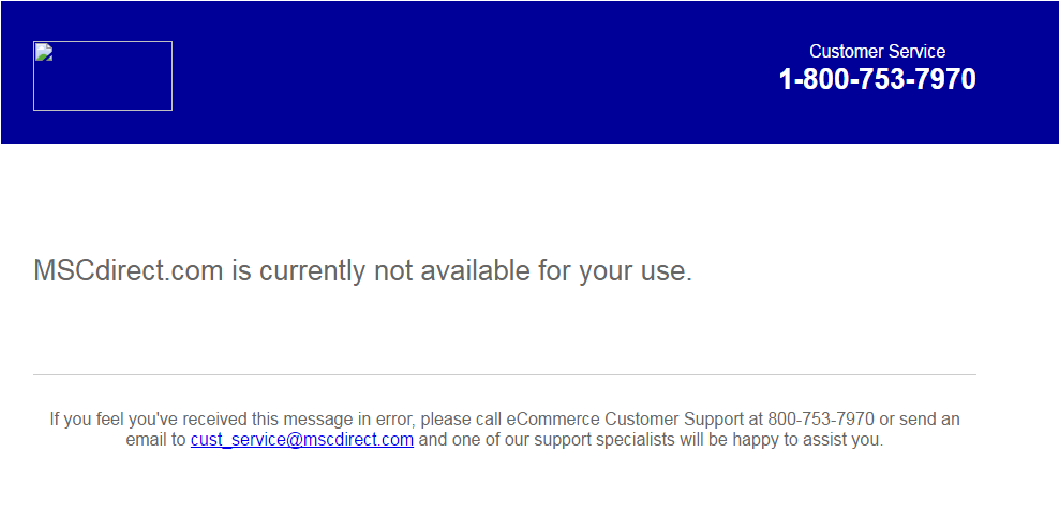 Customer Service
1-800-753-7970
MSCdirect.com is currently not available for your use.
If you feel you've received this message in error, please call eCommerce Customer Support at 800-753-7970 or send an
email to cust_service@mscdirect.com and one of our support specialists will be happy to assist you.